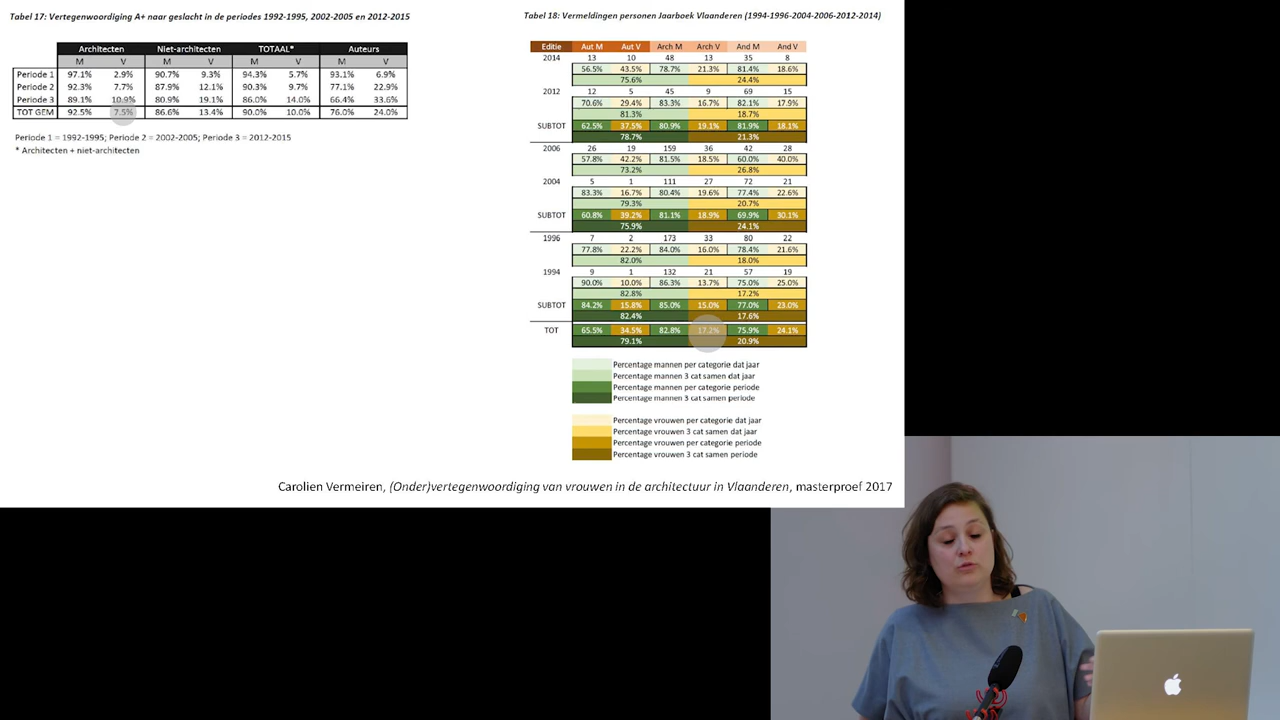 Tabel 17: Vertegenwoordiging A+ naar geslacht in de periodes 1992-1995, 2002-2005 en 2012-2015
Architecten Niet-architecten TOTAAL* Auteurs
M V M V M V M V
Periode 1 97.1% 2.9% 90.7% 9.3% 94.3% 5.7% 93.1% 6.9%
Periode 2 92.3% 7.7% 87.9% 12.1% 90.3% 9.7% 77.1% 22.9%
Periode 3 89.1% 10.9% 80.9% 19.1% 86.0% 14.0% 66.4% 33.6%
TOT GEM 92.5% 7.5% 86.6% 13.4% 90.0% 10.0% 76.0% 24.0%
Periode 1 = 1992-1995; Periode 2 = 2002-2005; Periode 3 = 2012-2015
* Architecten + niet-architecten
Tabel 18: Vermeldingen personen Jaarboek Vlaanderen (1994-1996-2004-2006-2012-2014)
Editie Aut M Aut V Arch M Arch V And M And V
2014 13 10 48 13 35 8
56.5% 43.5% 78.7% 21.3% 81.4% 18.6%
75.6% 24.4%
2012 12 5 45 9 69 15
70.6% 29.4% 83.3% 16.7% 82.1% 17.9%
81.3% 18.7%
SUBTOT 62.5% 37.5% 80.9% 19.1% 81.9% 18.1%
78.7% 21.3%
2006 26 19 159 36 42 28
57.8% 42.2% 81.5% 18.5% 60.0% 40.0%
73.2% 26.8%
2004 5 1 111 27 72 21
83.3% 16.7% 80.4% 19.6% 77.4% 22.6%
79.3% 20.7%
SUBTOT 60.8% 39.2% 81.1% 18.9% 69.9% 30.1%
75.9% 24.1%
1996 7 2 173 33 80 22
77.8% 22.2% 84.0% 16.0% 78.4% 21.6%
82.0% 18.0%
1994 9 1 132 21 57 19
90.0% 10.0% 86.3% 13.7% 75.0% 25.0%
82.8% 17.2%
SUBTOT 84.2% 15.8% 85.0% 15.0% 77.0% 23.0%
82.4% 17.6%
TOT 65.5% 34.5% 82.8% 17.2% 75.9% 24.1%
79.1% 20.9%
Percentage mannen per categorie dat jaar
Percentage mannen 3 cat samen dat jaar
Percentage mannen per categorie periode
Percentage mannen 3 cat samen periode
Percentage vrouwen per categorie dat jaar
Percentage vrouwen 3 cat samen dat jaar
Percentage vrouwen per categorie periode
Percentage vrouwen 3 cat samen periode
Carolien Vermeiren, (Onder)vertegenwoordiging van vrouwen in de architectuur in Vlaanderen, masterproef 2017